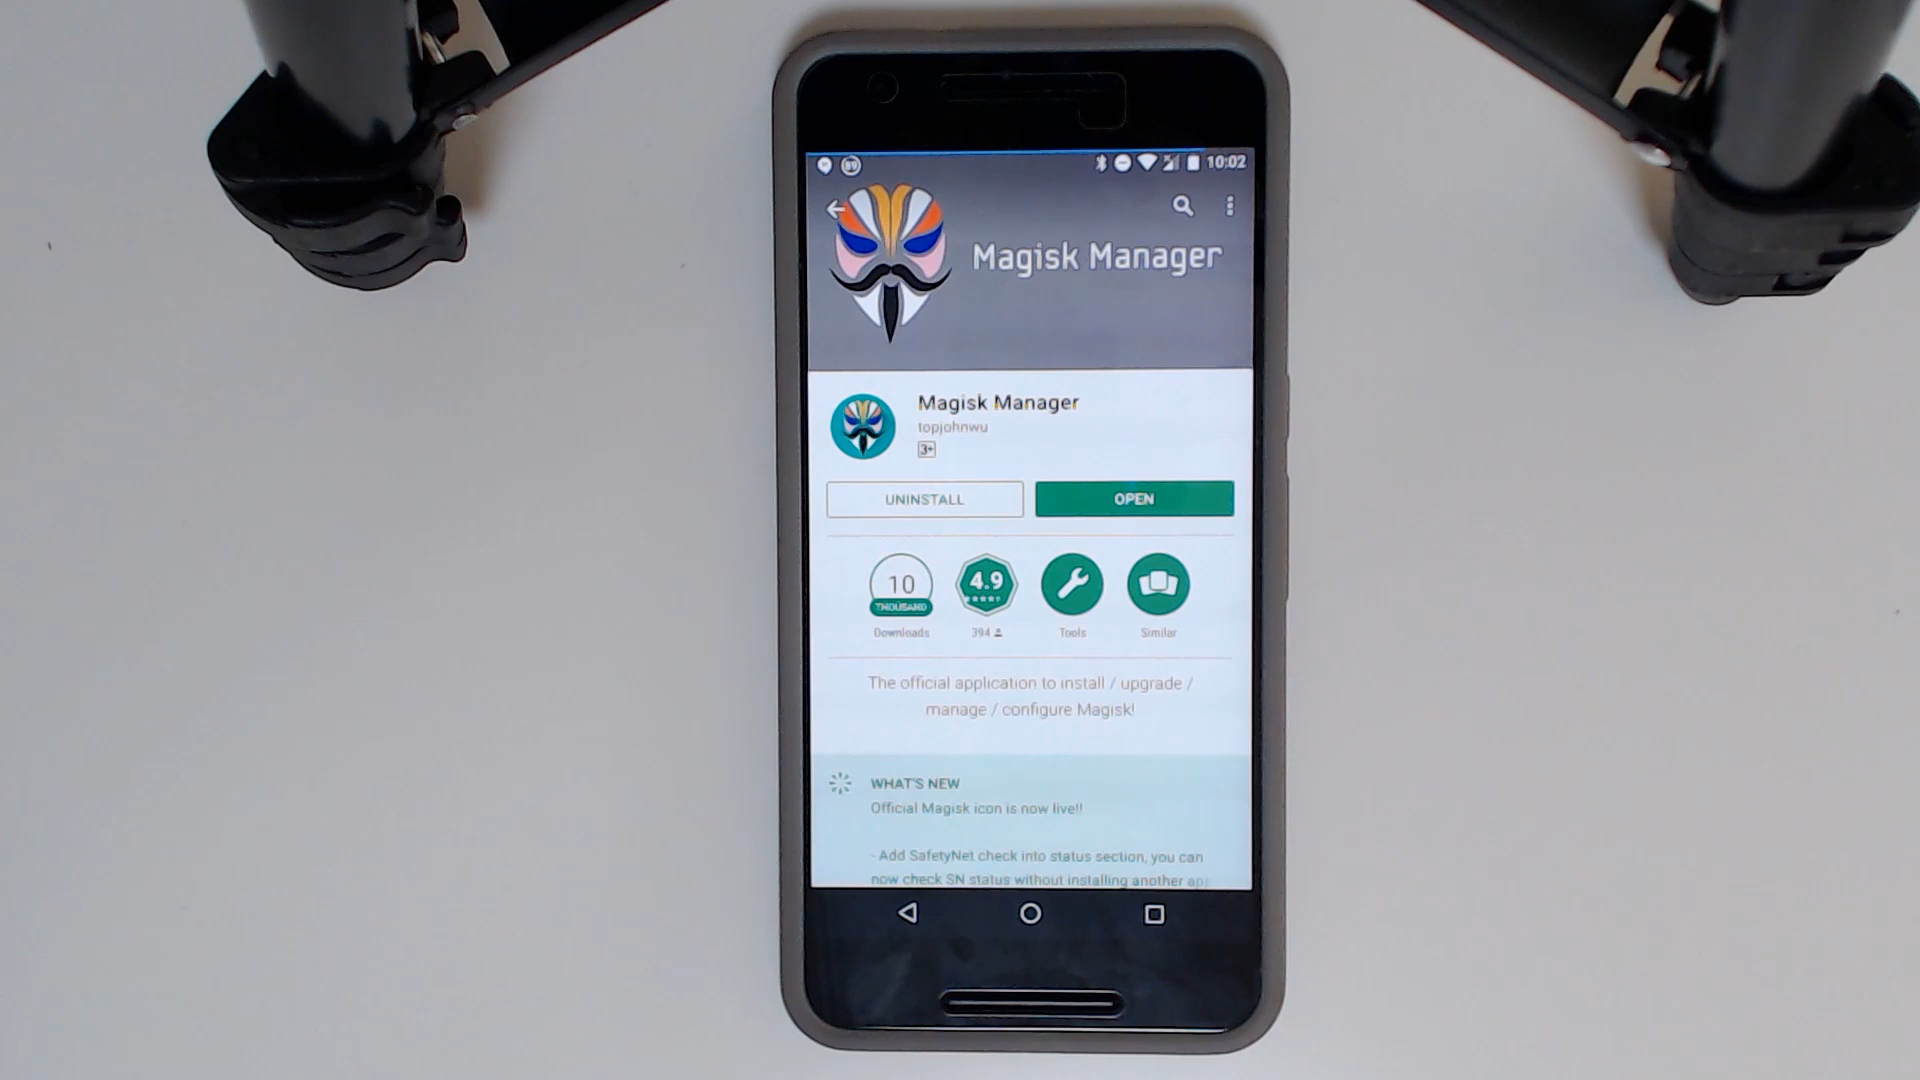 89
10:02
Magisk Manager
Magisk Manager
topjohnwu
3+
UNINSTALL
OPEN
10
THOUSAND
4.9
Downloads
394
Tools
Similar
The official application to install / upgrade /
manage / configure Magisk!
WHAT'S NEW
Official Magisk icon is now live!!
- Add SafetyNet check into status section, you can
now check SN status without installing another app